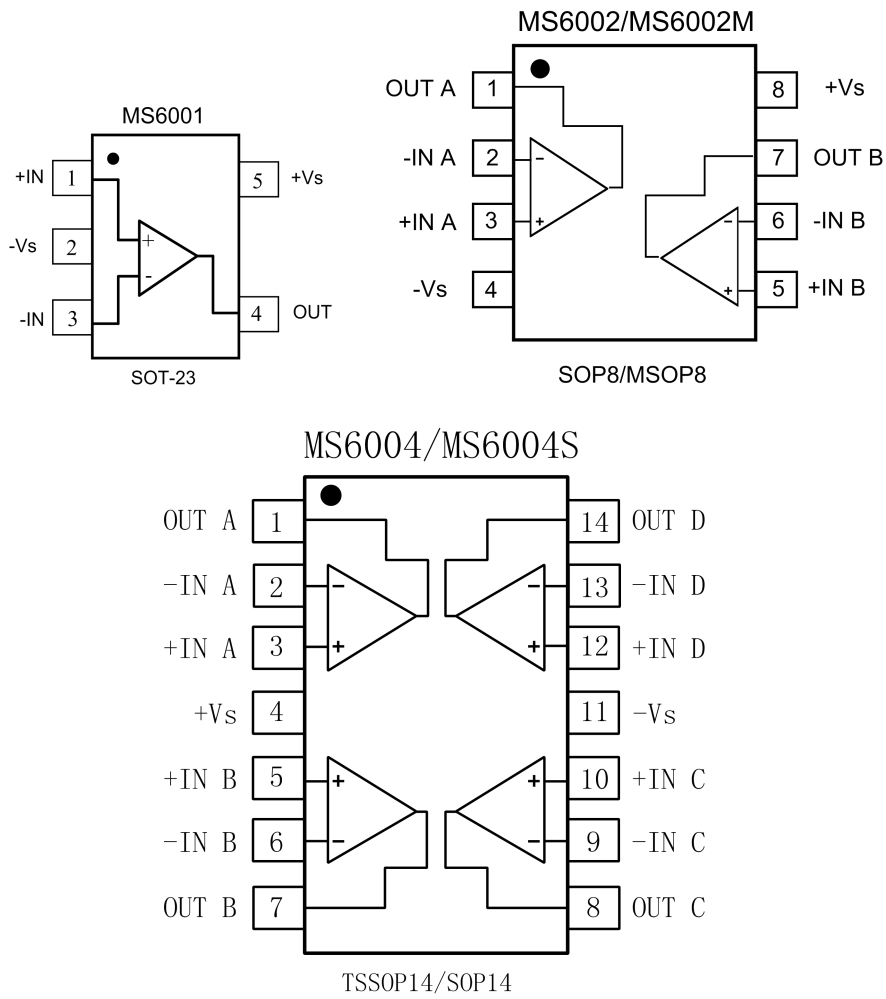 MS6001
+IN 1 5 +Vs
-Vs 2
-IN 3 4 OUT
+
-
SOT-23
MS6002/MS6002M
OUT A 1 8 +Vs
-IN A 2 - 7 OUT B
+IN A 3 + - 6 -IN B
-Vs 4 + 5 +IN B
SOP8/MSOP8
MS6004/MS6004S
OUT A 1 14 OUT D
-IN A 2 - - 13 -IN D
+IN A 3 + + 12 +IN D
+Vs 4 11 -Vs
+IN B 5 + + 10 +IN C
-IN B 6 - - 9 -IN C
OUT B 7 8 OUT C
TSSOP14/SOP14